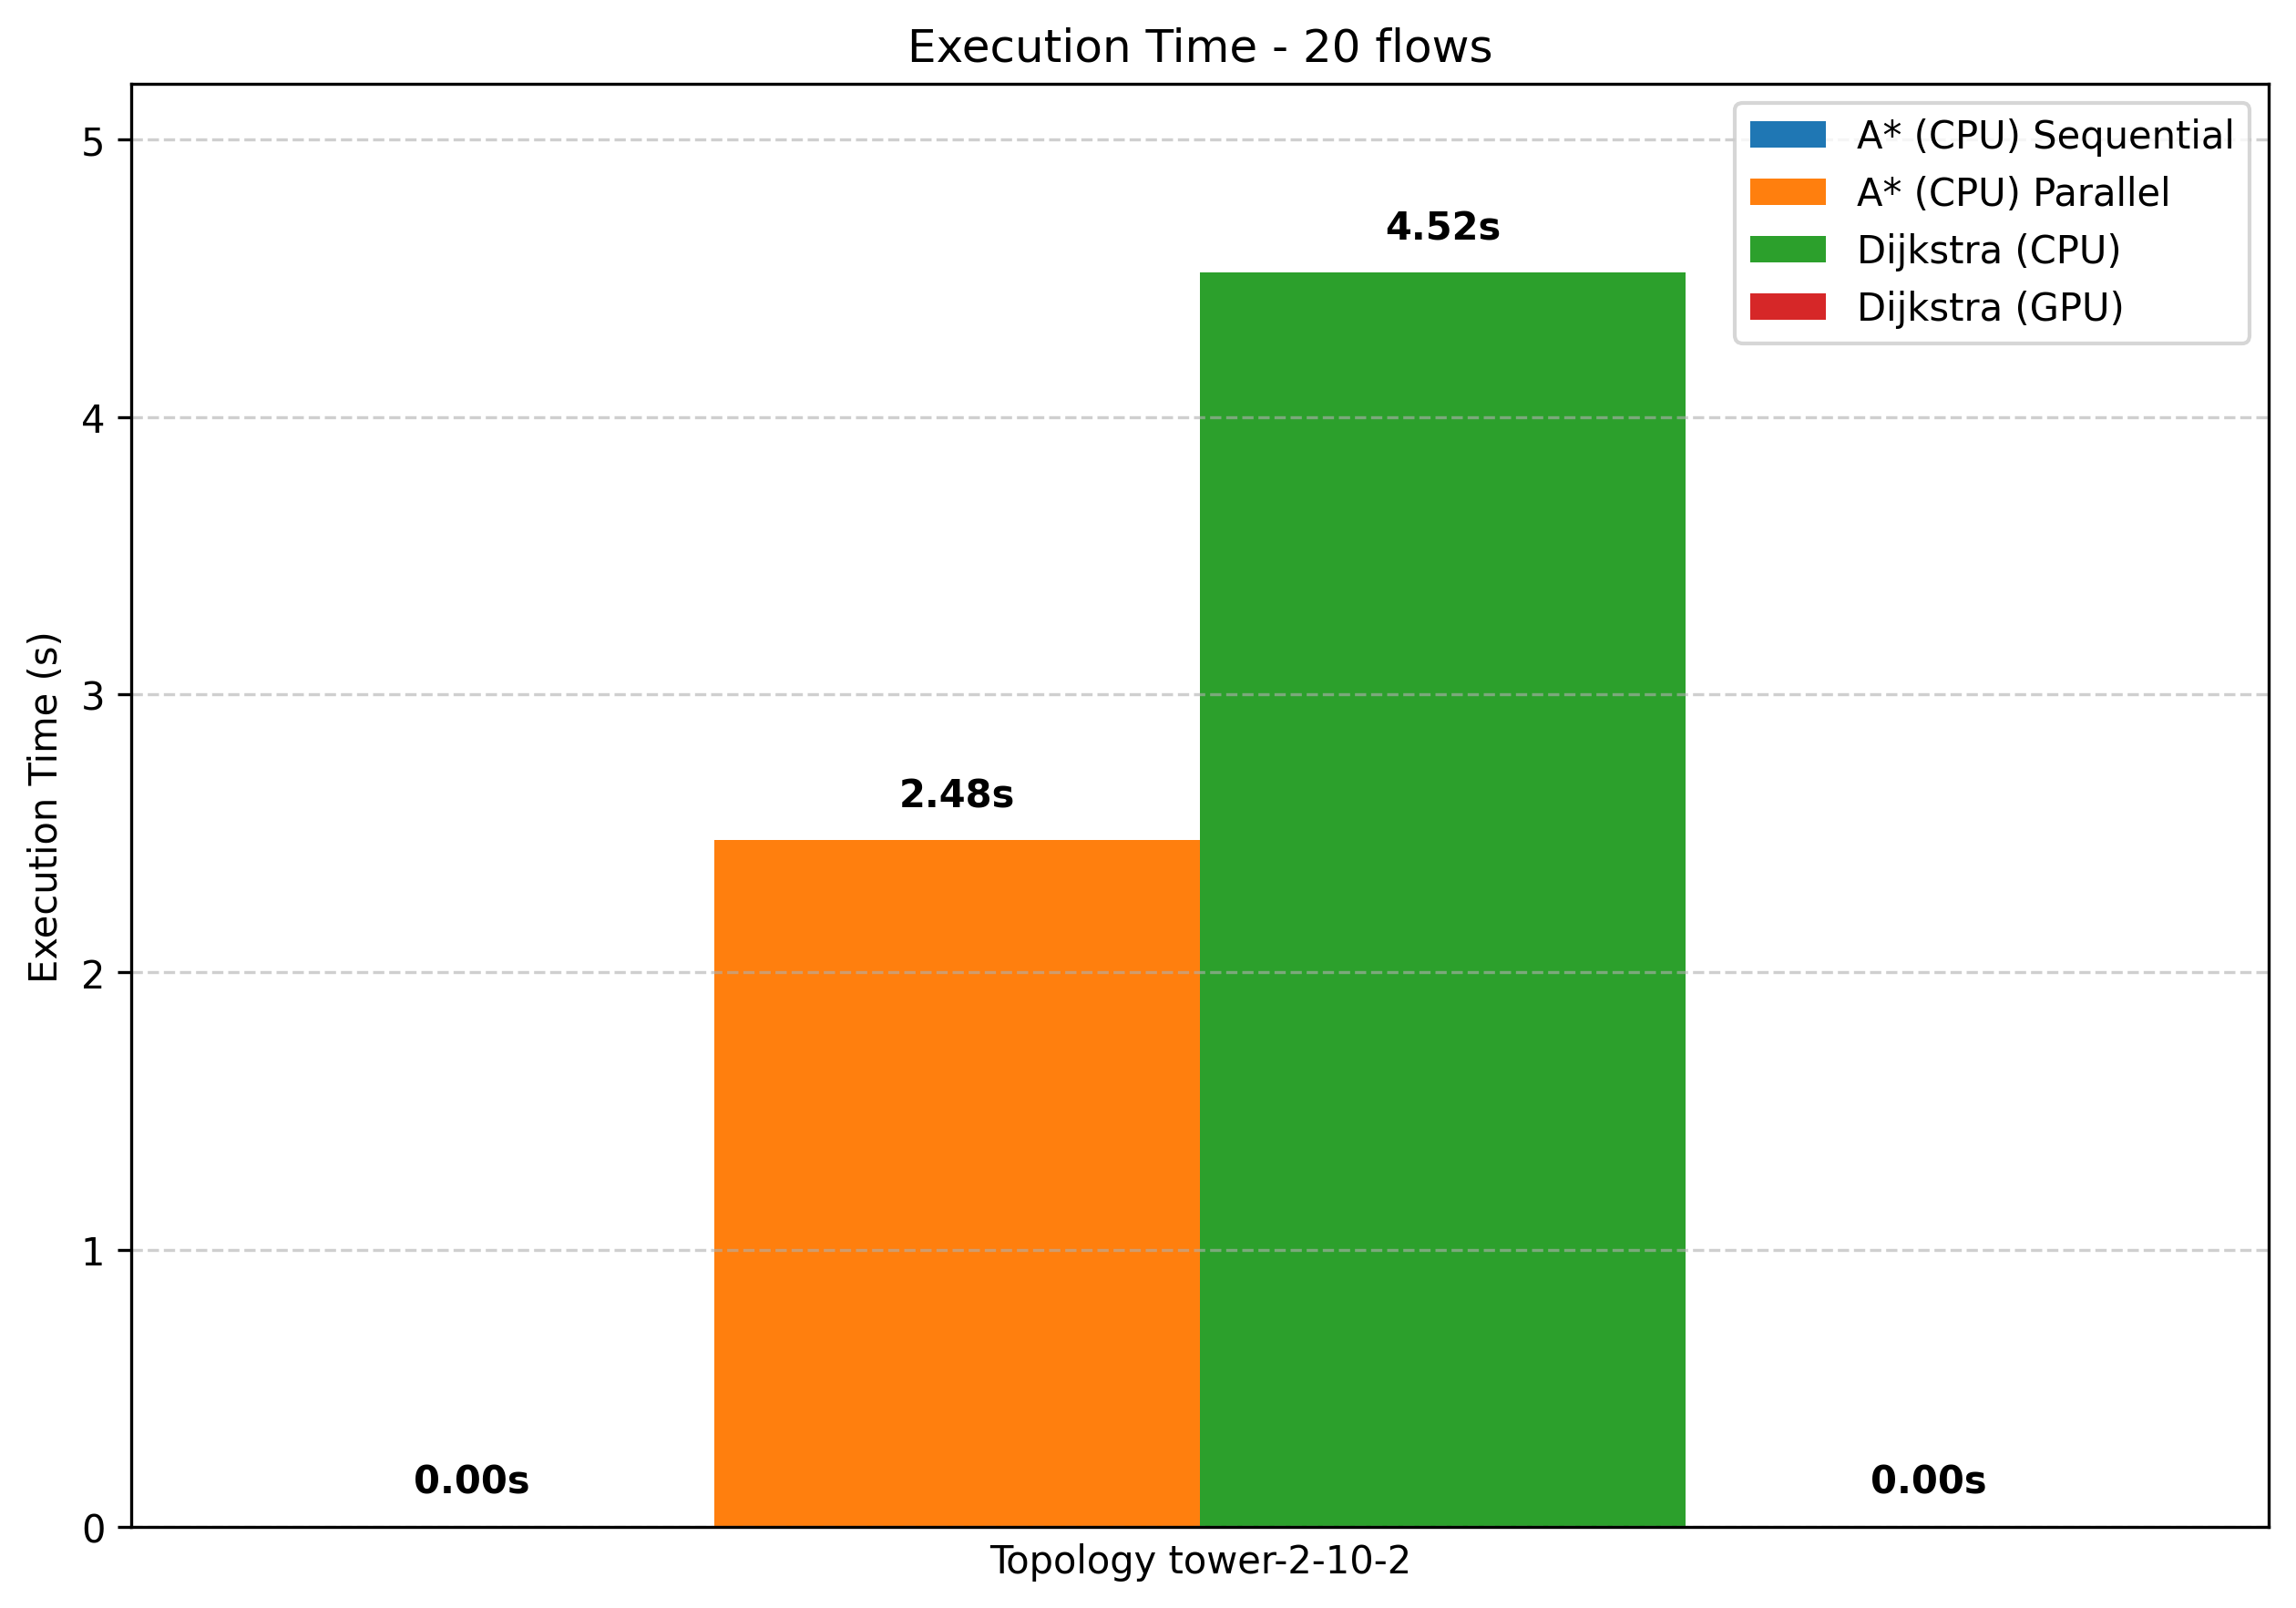 Execution Time - 20 flows
A* (CPU) Sequential
A* (CPU) Parallel
Dijkstra (CPU)
Dijkstra (GPU)
Execution Time (s)
5
4
3
2
1
0
4.52s
2.48s
0.00s
0.00s
Topology tower-2-10-2